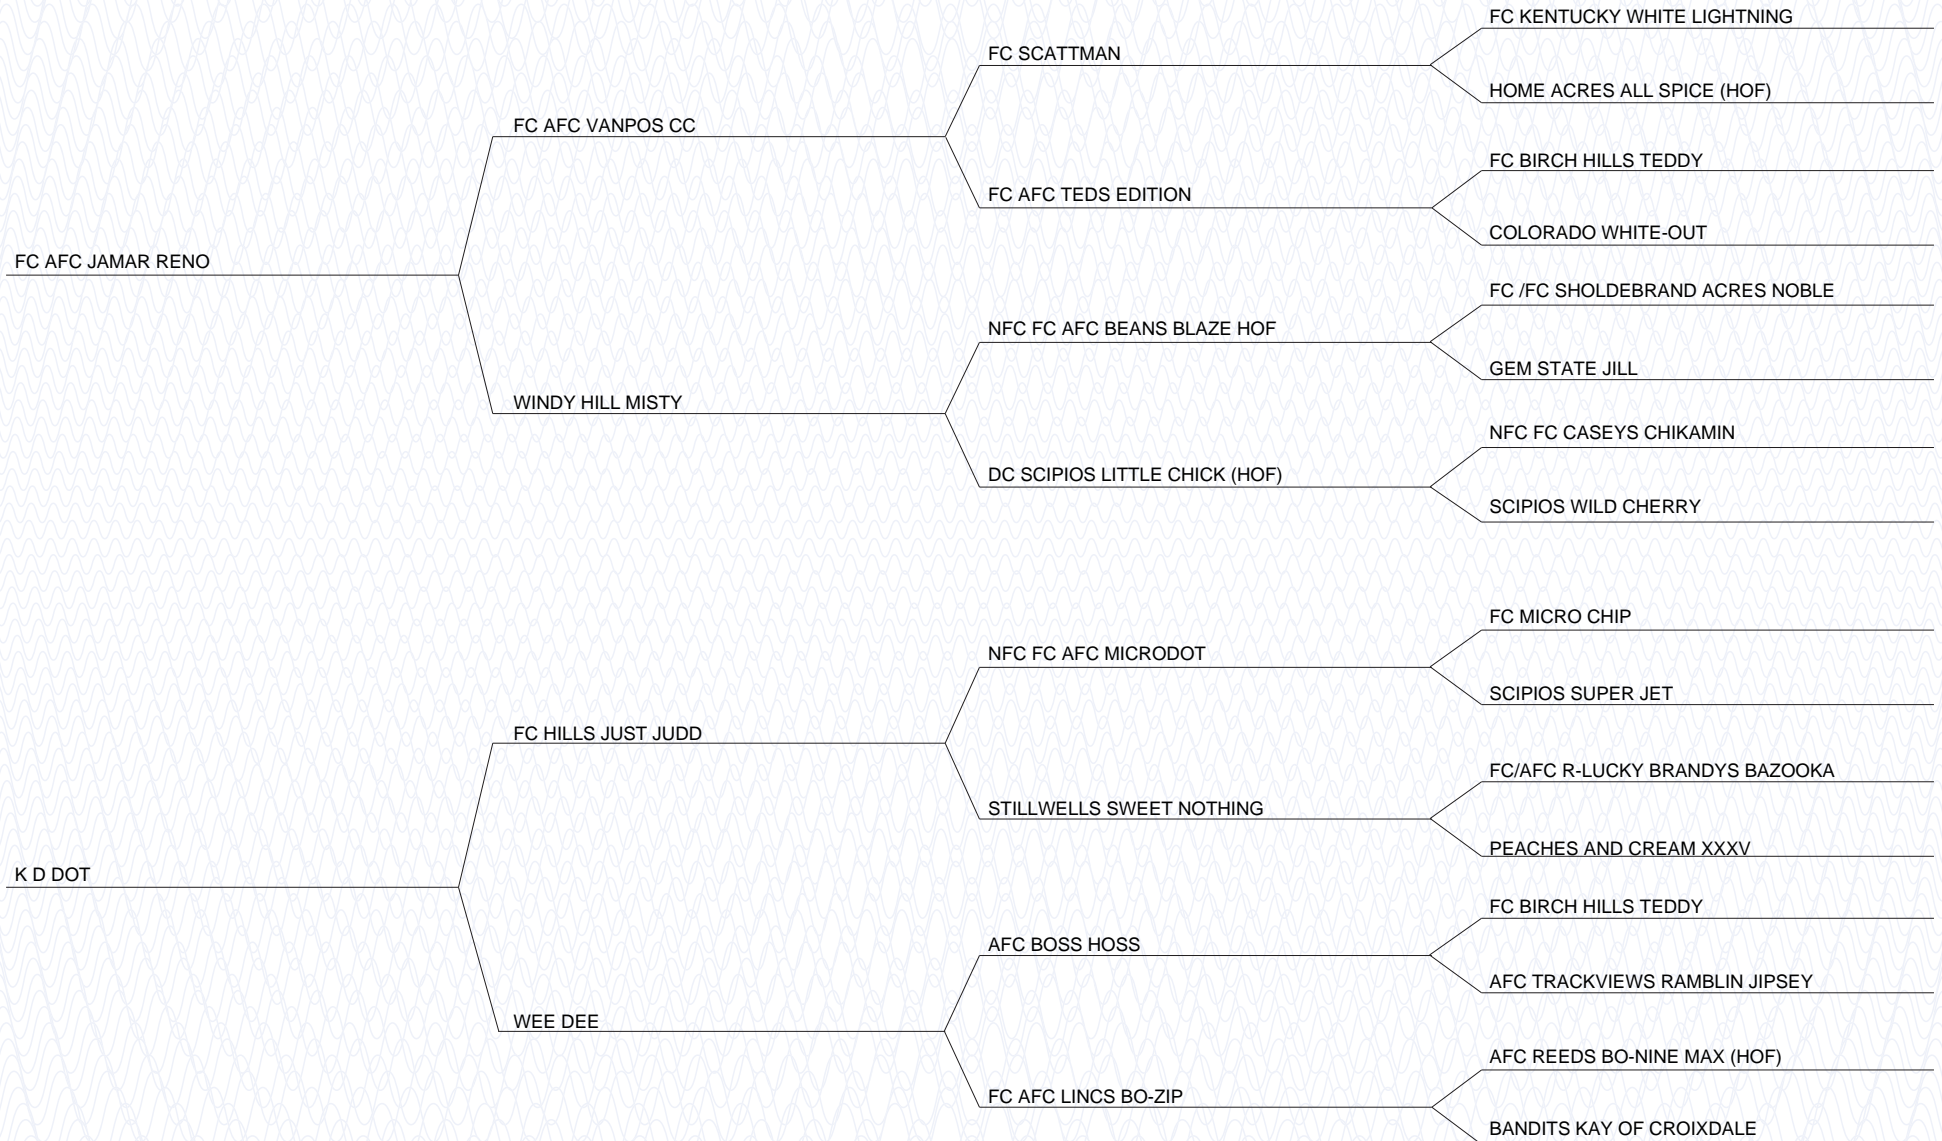 FC KENTUCKY WHITE LIGHTNING
FC SCATTMAN
HOME ACRES ALL SPICE (HOF)
FC AFC VANPOS CC
FC BIRCH HILLS TEDDY
FC AFC TEDS EDITION
COLORADO WHITE-OUT
FC AFC JAMAR RENO
FC /FC SHOLDEBRAND ACRES NOBLE
NFC FC AFC BEANS BLAZE HOF
GEM STATE JILL
WINDY HILL MISTY
NFC FC CASEYS CHIKAMIN
DC SCIPIOS LITTLE CHICK (HOF)
SCIPIOS WILD CHERRY
FC MICRO CHIP
NFC FC AFC MICRODOT
SCIPIOS SUPER JET
FC HILLS JUST JUDD
FC/AFC R-LUCKY BRANDYS BAZOOKA
STILLWELLS SWEET NOTHING
PEACHES AND CREAM XXXV
K D DOT
FC BIRCH HILLS TEDDY
AFC BOSS HOSS
AFC TRACKVIEWS RAMBLIN JIPSEY
WEE DEE
AFC REEDS BO-NINE MAX (HOF)
FC AFC LINCS BO-ZIP
BANDITS KAY OF CROIXDALE